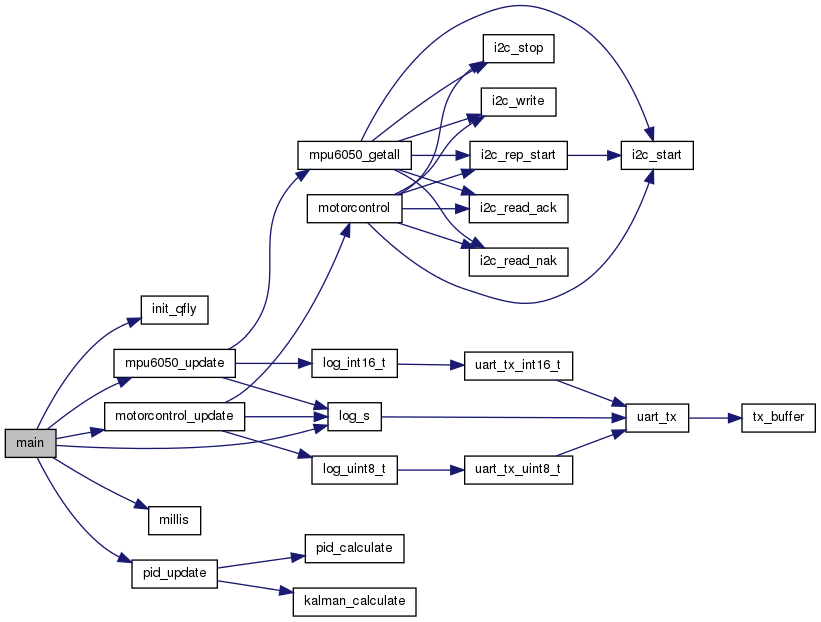 i2c_stop
i2c_write
mpu6050_getall
i2c_rep_start
i2c_start
motorcontrol
i2c_read_ack
i2c_read_nak
init_qfly
mpu6050_update
log_int16_t
uart_tx_int16_t
motorcontrol_update
log_s
uart_tx
tx_buffer
main
log_uint8_t
uart_tx_uint8_t
millis
pid_calculate
pid_update
kalman_calculate